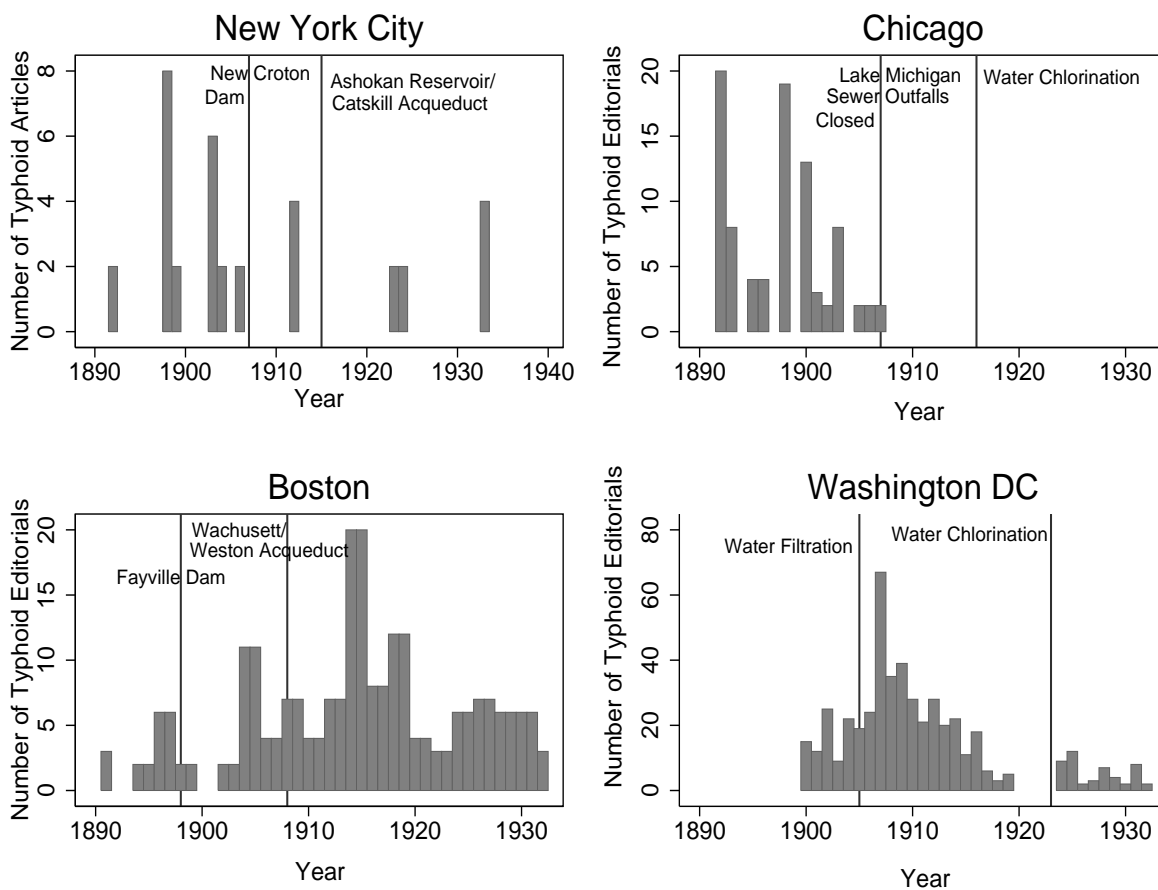 New York City
Number of Typhoid Articles
8
6
4
2
0
New Croton
Dam
Ashokan Reservoir/
Catskill Acqueduct
1890 1900 1910 1920 1930 1940
Year
Chicago
Number of Typhoid Editorials
20
15
10
5
0
Lake Michigan
Sewer Outfalls
Closed
Water Chlorination
1890 1900 1910 1920 1930
Year
Boston
Number of Typhoid Editorials
20
15
10
5
0
Wachusett/
Weston Acqueduct
Fayville Dam
1890 1900 1910 1920 1930
Year
Washington DC
Number of Typhoid Editorials
80
60
40
20
0
Water Filtration
Water Chlorination
1890 1900 1910 1920 1930
Year